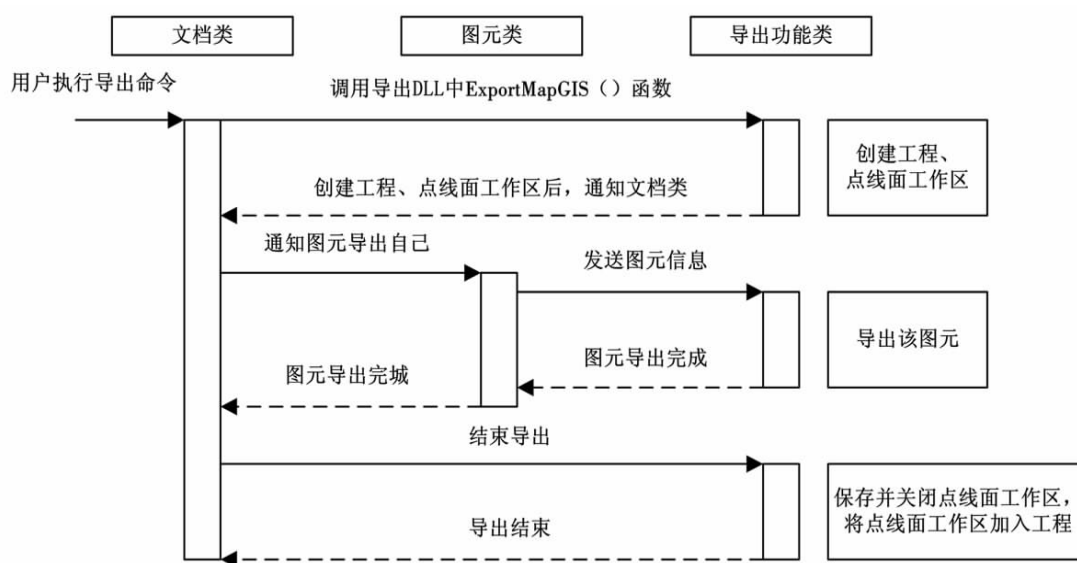 文档类
图元类
导出功能类
用户执行导出命令
调用导出DLL中ExportMapGIS（）函数
创建工程、
点线面工作区
创建工程、点线面工作区后，通知文档类
通知图元导出自己
发送图元信息
导出该图元
图元导出完成
图元导出完城
结束导出
保存并关闭点线面工作区，
将点线面工作区加入工程
导出结束